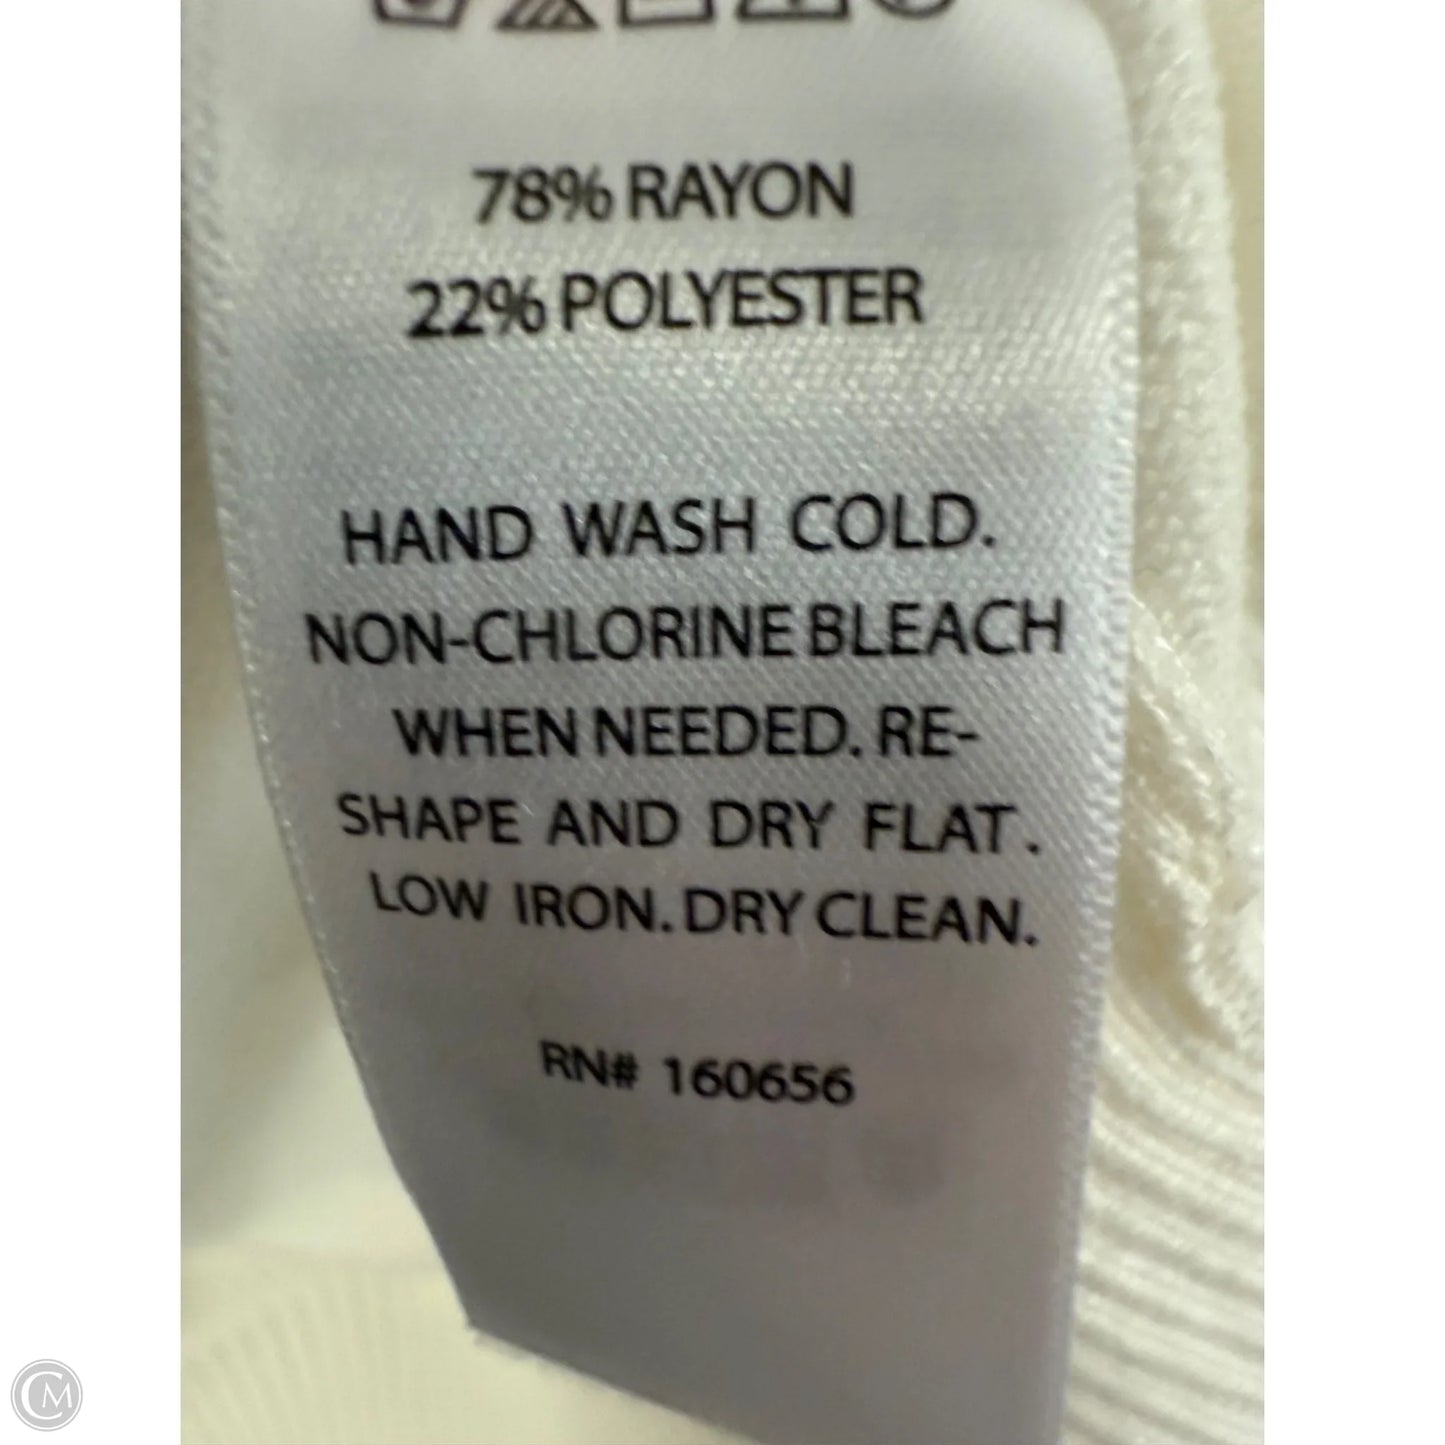 78% RAYON
22% POLYESTER
HAND WASH COLD.
NON-CHLORINE BLEACH
WHEN NEEDED. RE-
SHAPE AND DRY FLAT.
LOW IRON. DRY CLEAN.
RN# 160656
CM